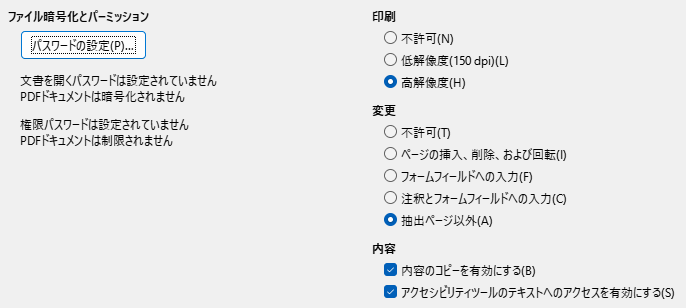 ファイル暗号化とパーミッション
パスワードの設定(P)...
文書を開くパスワードは設定されていません
PDFドキュメントは暗号化されません
権限パスワードは設定されていません
PDFドキュメントは制限されません
印刷
不許可(N)
低解像度(150 dpi)(L)
高解像度(H)
変更
不許可(T)
ページの挿入、削除、および回転(I)
フォームフィールドへの入力(F)
注釈とフォームフィールドへの入力(C)
抽出ページ以外(A)
内容
内容のコピーを有効にする(B)
アクセシビリティツールのテキストへのアクセスを有効にする(S)